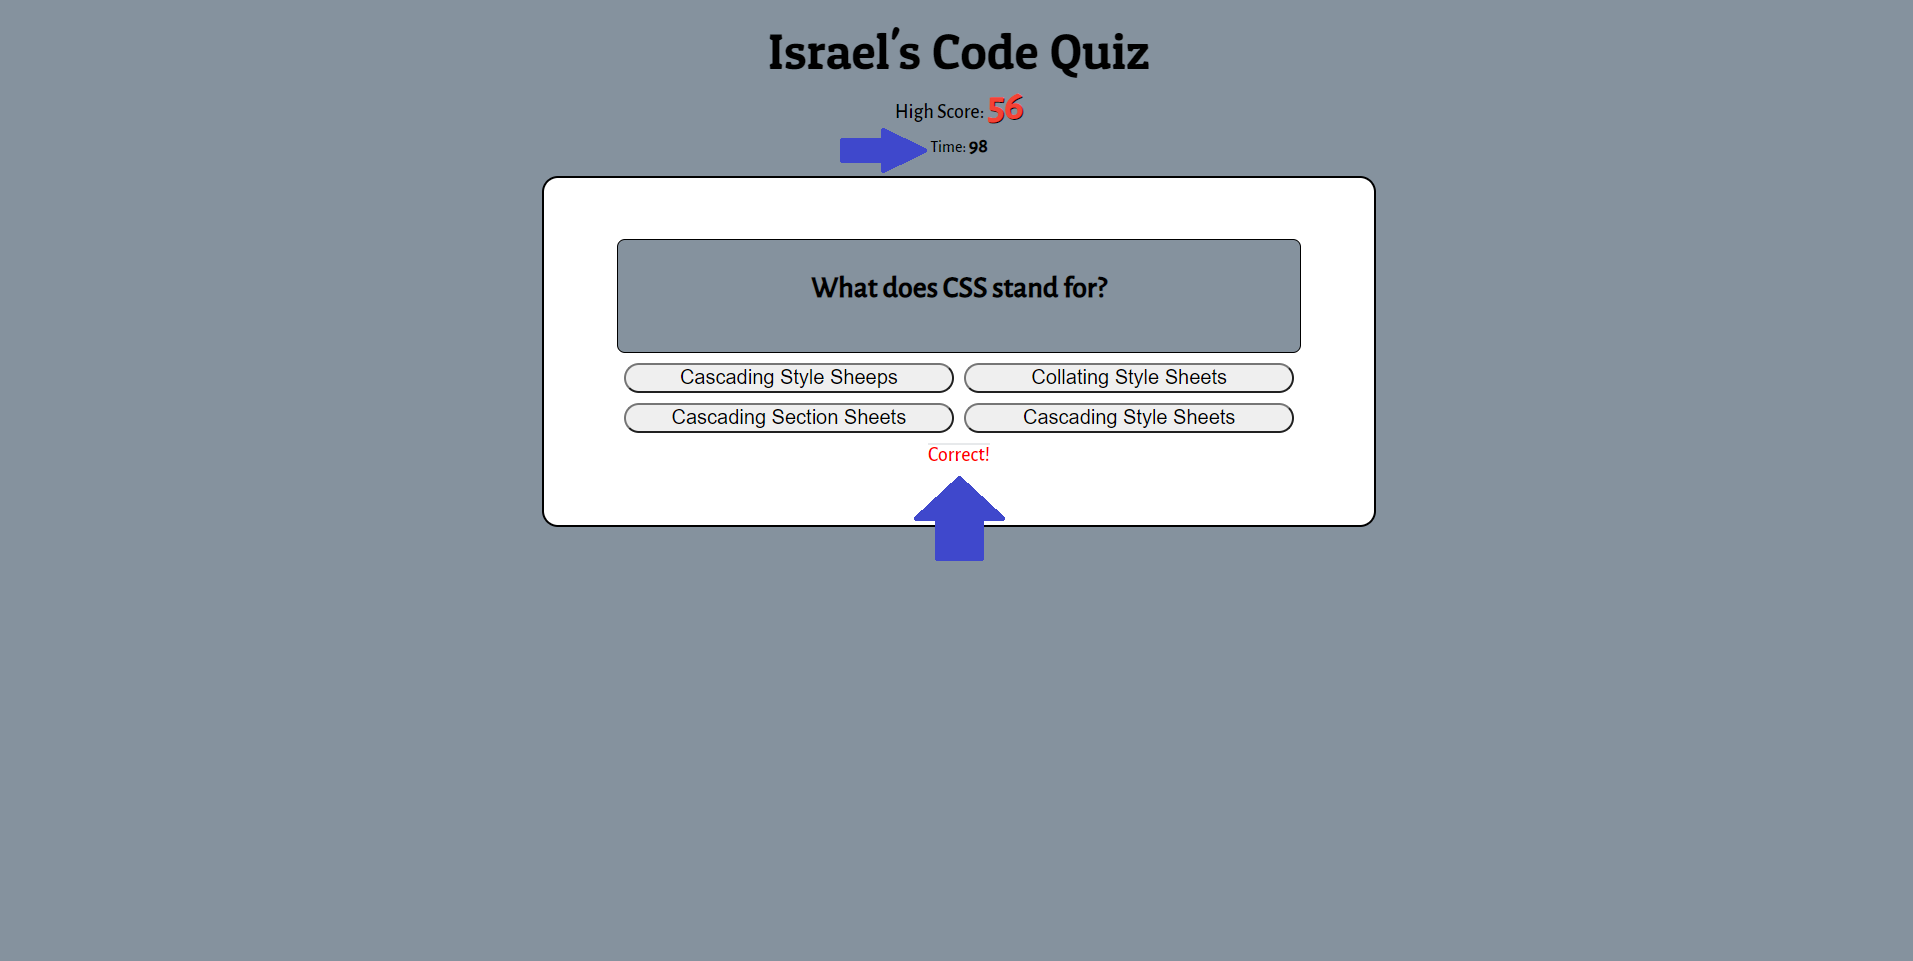 Israel's Code Quiz
High Score: 56
Time: 98
What does CSS stand for?
Cascading Style Sheeps
Collating Style Sheets
Cascading Section Sheets
Cascading Style Sheets
Correct!